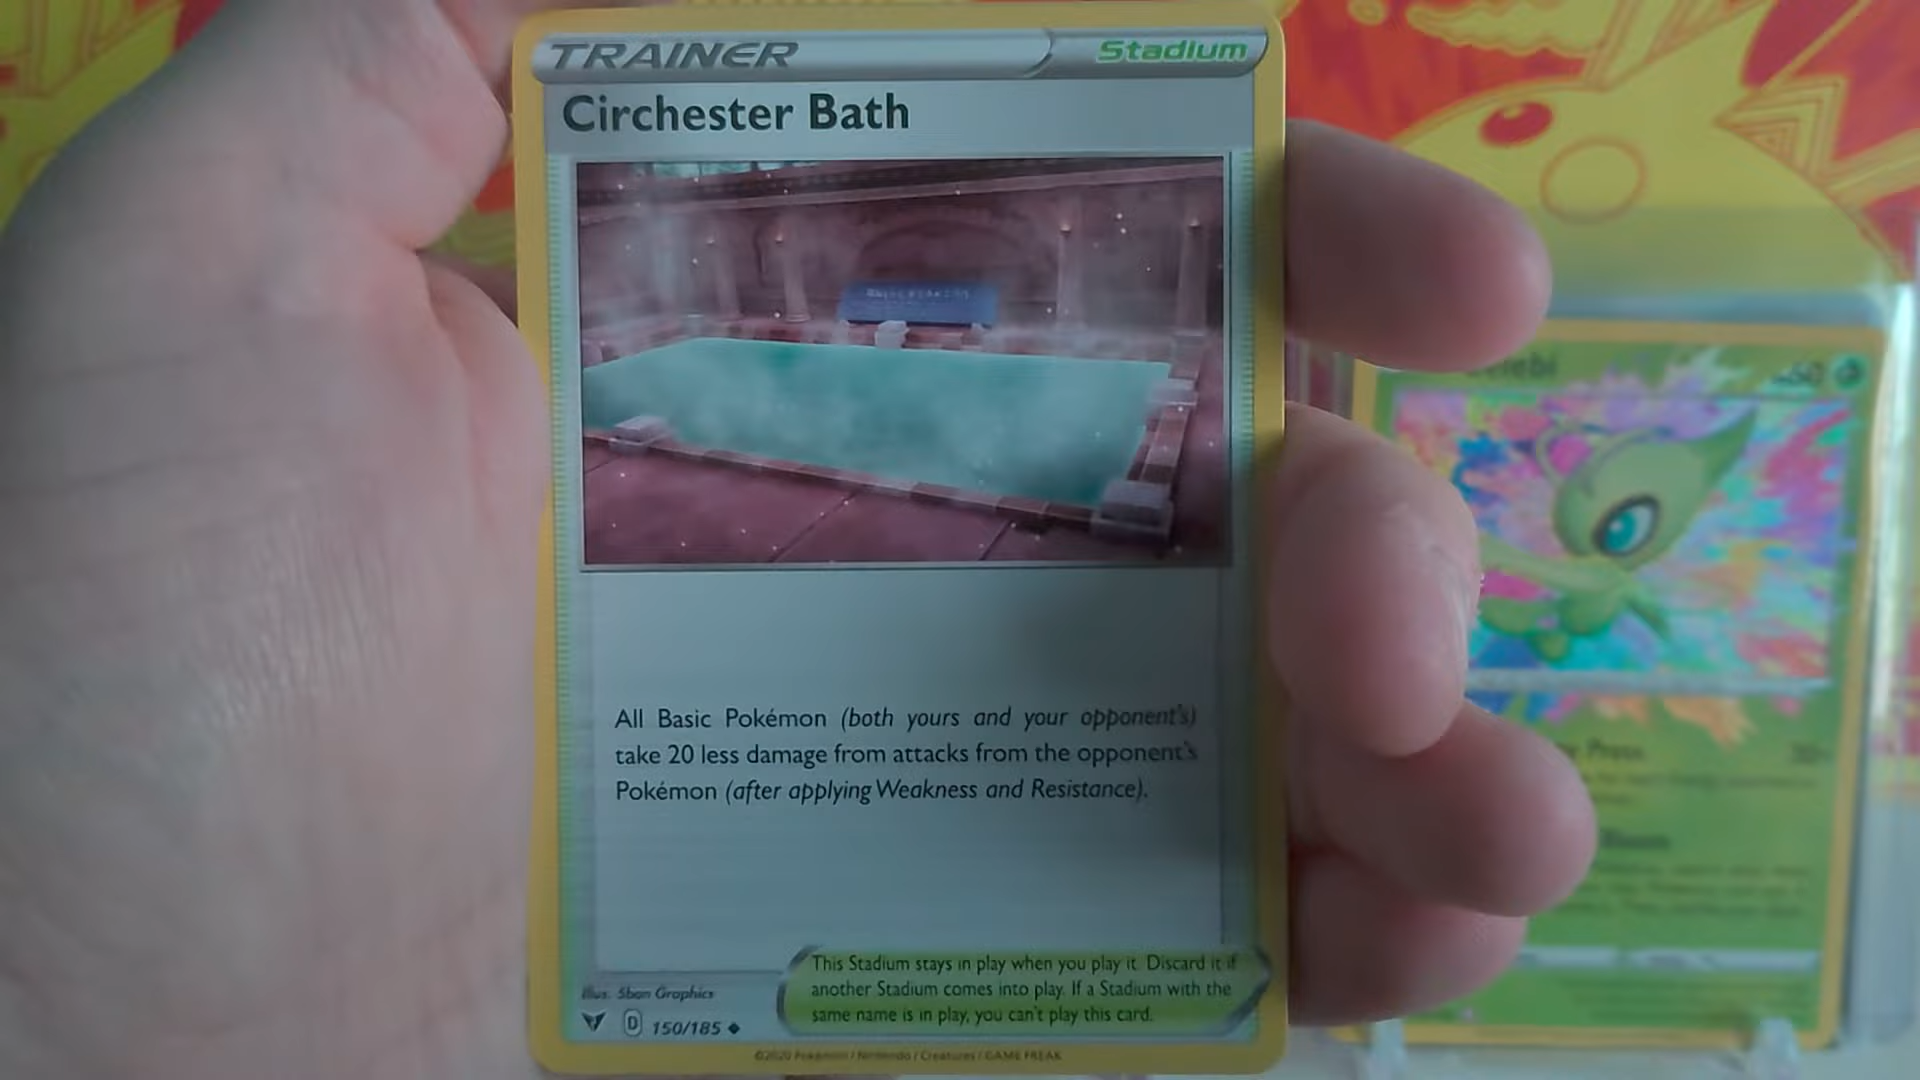 TRAINER
Stadium
Circhester Bath
All Basic Pokémon (both yours and your opponent's)
take 20 less damage from attacks from the opponent's
Pokémon (after applying Weakness and Resistance).
This Stadium stays in play when you play it. Discard it if
another Stadium comes into play. If a Stadium with the
same name is in play, you can't play this card.
Illus. 5ban Graphics
D 150/185
©2020 Pokémon / Nintendo / Creatures / GAME FREAK
Press
Bloom